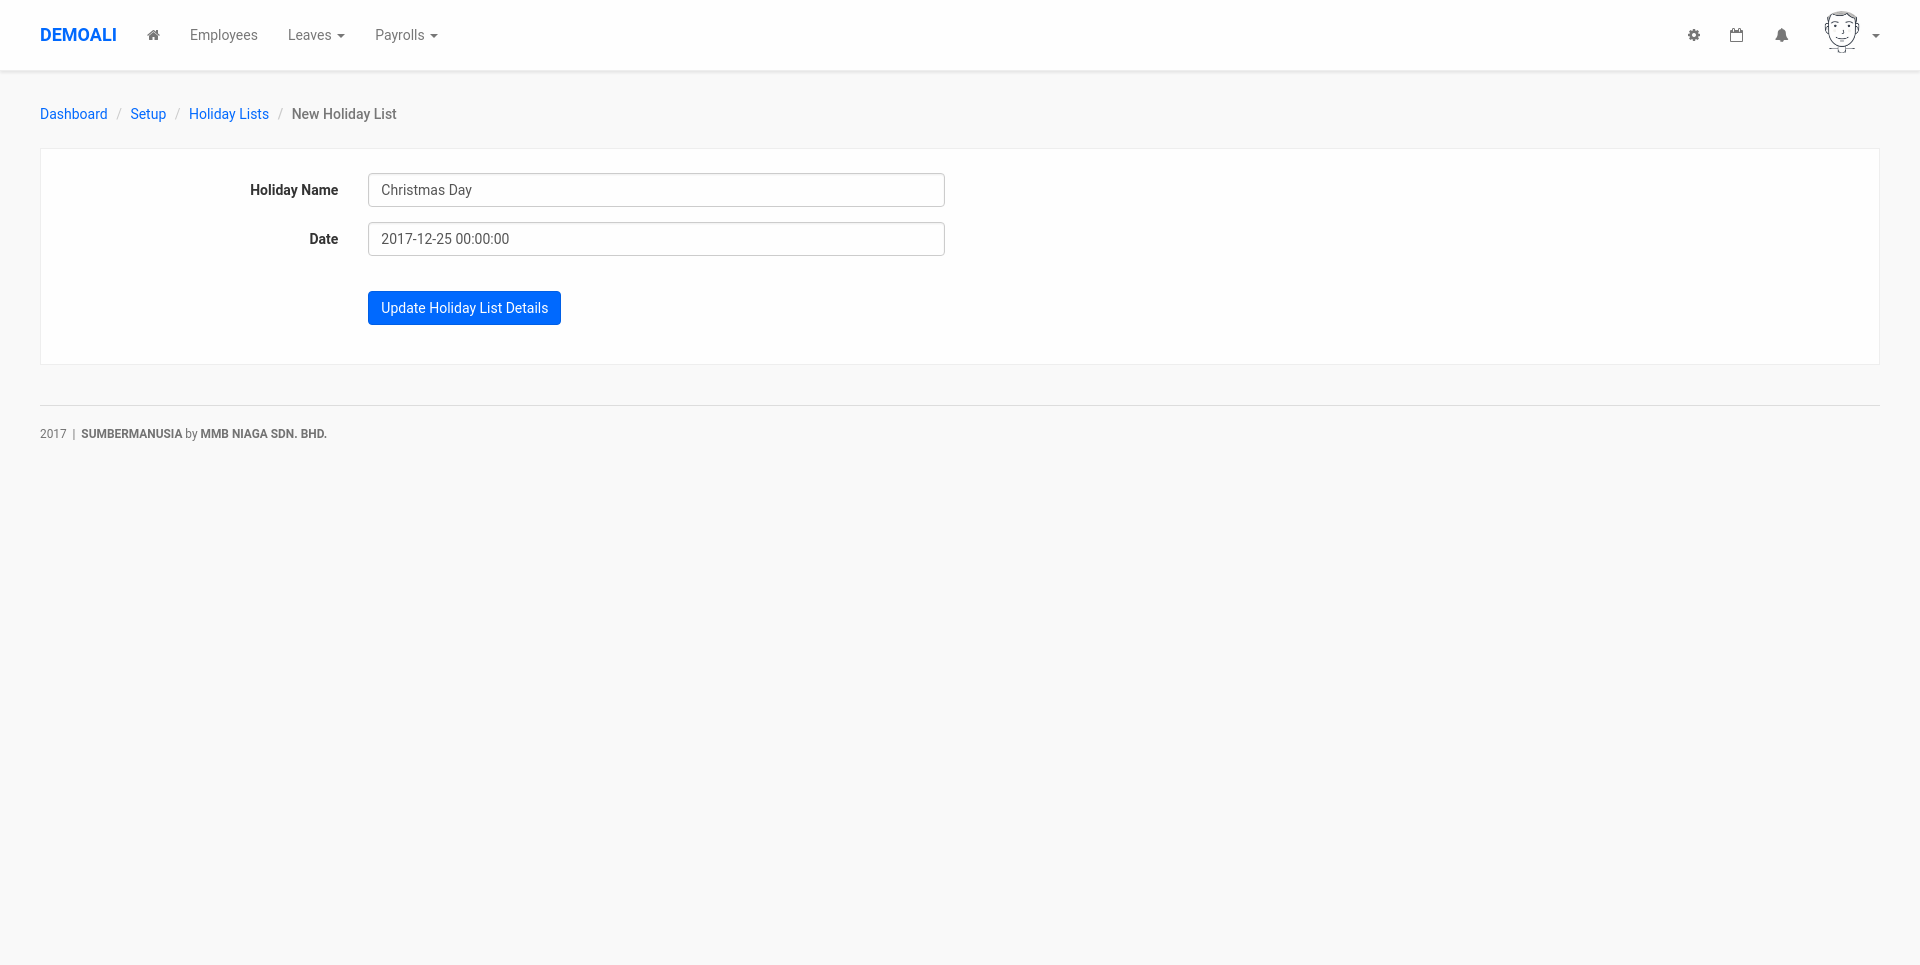 DEMOALI Employees Leaves Payrolls
Dashboard / Setup / Holiday Lists / New Holiday List
Holiday Name Christmas Day
Date 2017-12-25 00:00:00
Update Holiday List Details
2017 | SUMBERMANUSIA by MMB NIAGA SDN. BHD.